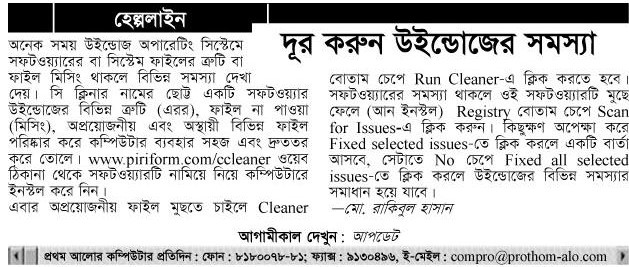 হেল্পলাইন
দূর করুন উইন্ডোজের সমস্যা
অনেক সময় উইন্ডোজ অপারেটিং সিস্টেমে
সফটওয়্যারের বা সিস্টেম ফাইলের ত্রুটি বা
ফাইল মিসিং থাকলে বিভিন্ন সমস্যা দেখা
দেয়। সি ক্লিনার নামের ছোট্ট একটি সফটওয়্যার
উইন্ডোজের বিভিন্ন ত্রুটি (এরর), ফাইল না পাওয়া
(মিসিং), অপ্রয়োজনীয় এবং অস্থায়ী বিভিন্ন ফাইল
পরিষ্কার করে কম্পিউটার ব্যবহার সহজ এবং দ্রুততর
করে তোলে। www.piriform.com/ccleaner ওয়েব
ঠিকানা থেকে সফটওয়্যারটি নামিয়ে নিয়ে কম্পিউটারে
ইনস্টল করে নিন।
এবার অপ্রয়োজনীয় ফাইল মুছতে চাইলে Cleaner
বোতাম চেপে Run Cleaner-এ ক্লিক করতে হবে।
সফটওয়্যারের সমস্যা থাকলে ওই সফটওয়্যারটি মুছে
ফেলে (আন ইনস্টল) Registry বোতাম চেপে Scan
for Issues-এ ক্লিক করুন। কিছুক্ষণ অপেক্ষা করে
Fixed selected issues-তে ক্লিক করলে একটি বার্তা
আসবে, সেটাতে No চেপে Fixed all selected
issues-তে ক্লিক করলে উইন্ডোজের বিভিন্ন সমস্যার
সমাধান হয়ে যাবে।
—মো. রাকিবুল হাসান
আগামীকাল দেখুন : আপডেট
প্রথম আলোর কম্পিউটার প্রতিদিন : ফোন : ৮১৮০০৭৮-৮১; ফ্যাক্স : ৯১৩০৪৯৬, ই-মেইল : compro@prothom-alo.com